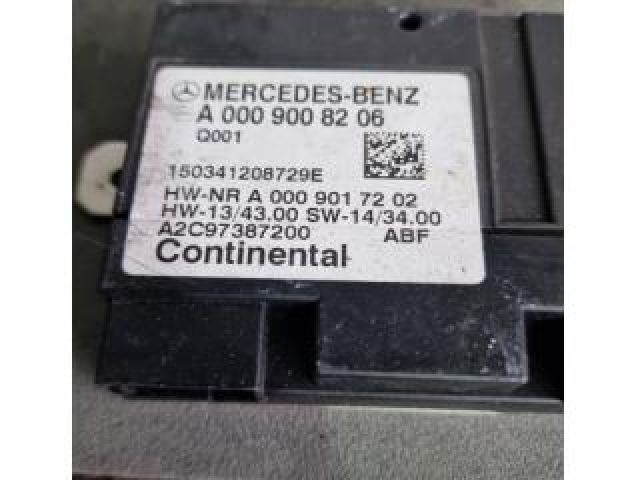 MERCEDES-BENZ
A 000 900 82 06
Q001
150341208729E
HW-NR A 000 901 72 02
HW-13/43.00 SW-14/34.00
A2C97387200 ABF
Continental